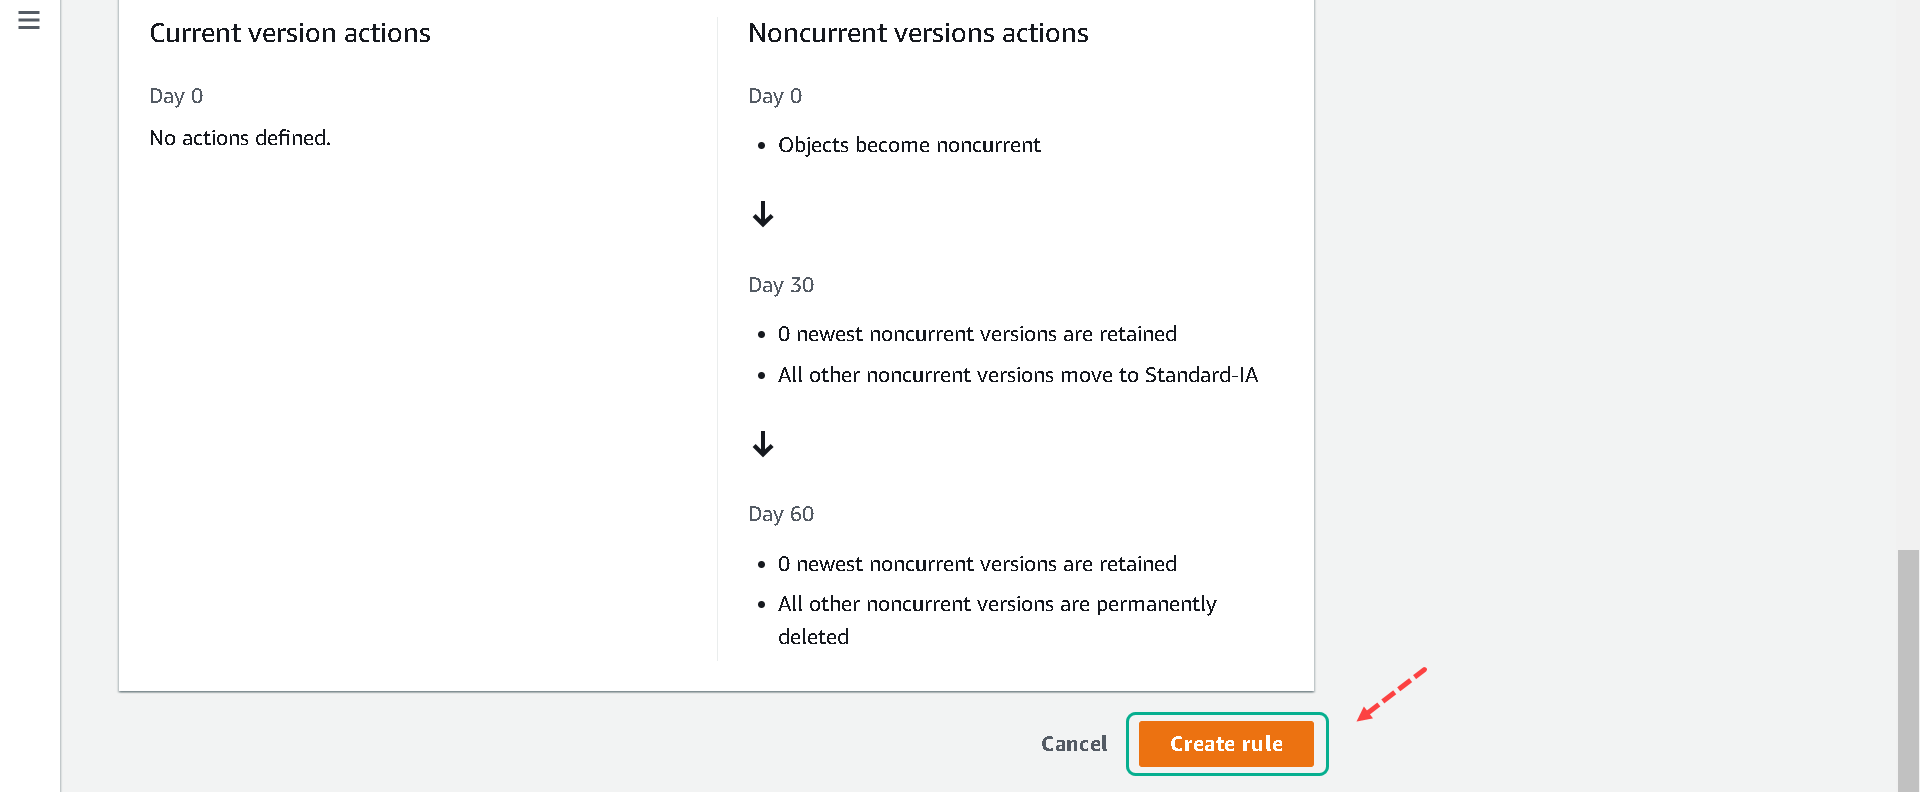 Current version actions
Day 0
No actions defined.
Noncurrent versions actions
Day 0
Objects become noncurrent
Day 30
0 newest noncurrent versions are retained
All other noncurrent versions move to Standard-IA
Day 60
0 newest noncurrent versions are retained
All other noncurrent versions are permanently
deleted
Cancel
Create rule